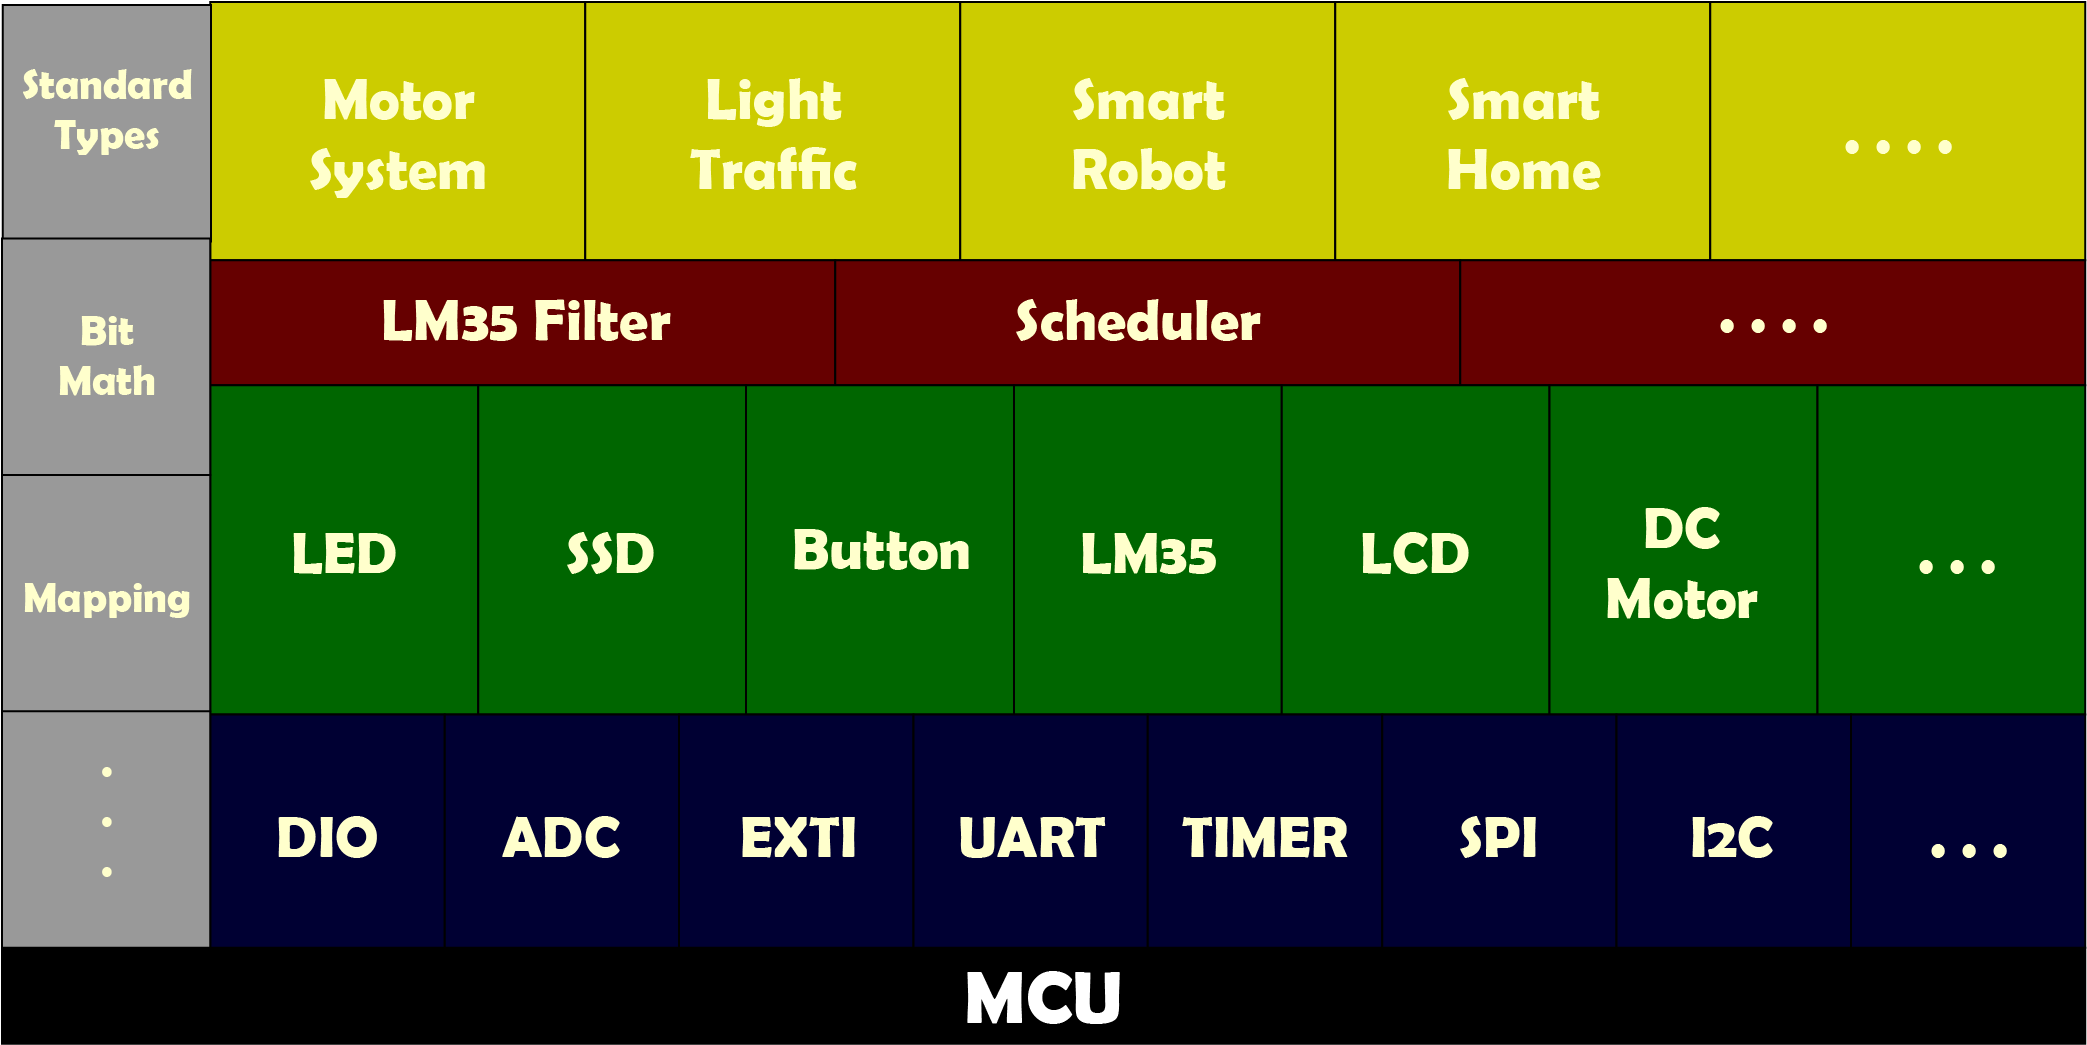 Standard
Types
Motor
System
Light
Traffic
Smart
Robot
Smart
Home
....
Bit
Math
LM35 Filter
Scheduler
....
Mapping
LED
SSD
Button
LM35
LCD
DC
Motor
...
.
.
.
DIO
ADC
EXTI
UART
TIMER
SPI
I2C
...
MCU